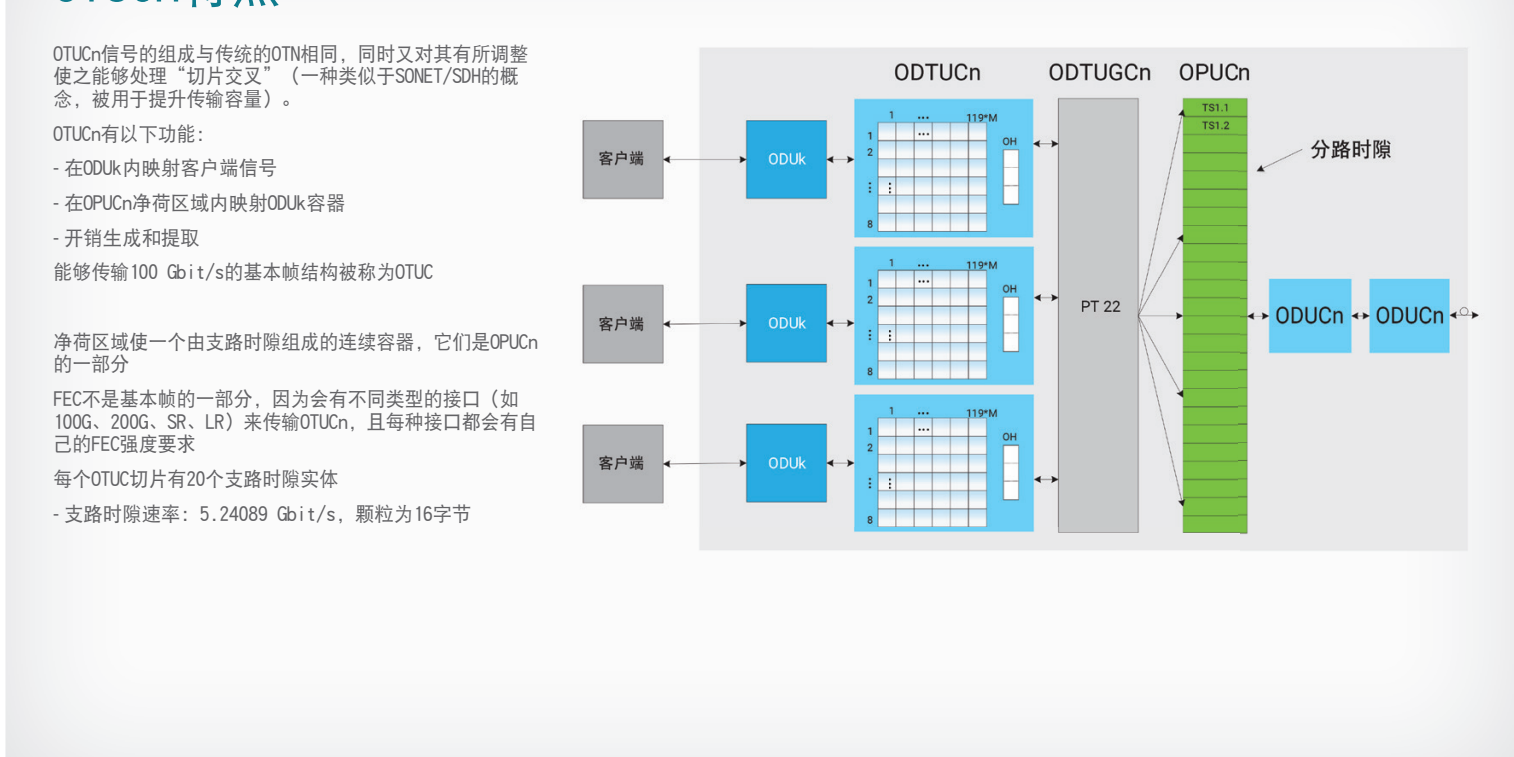 OTUCn信号的组成与传统的OTN相同，同时又对其有所调整
使之能够处理“切片交叉”（一种类似于SONET/SDH的概
念，被用于提升传输容量）。
OTUCn有以下功能：
- 在ODUk内映射客户端信号
- 在OPUCn净荷区域内映射ODUk容器
- 开销生成和提取
能够传输100 Gbit/s的基本帧结构被称为OTUC
净荷区域使一个由支路时隙组成的连续容器，它们是OPUCn
的一部分
FEC不是基本帧的一部分，因为会有不同类型的接口（如
100G、200G、SR、LR）来传输OTUCn，且每种接口都会有自
己的FEC强度要求
每个OTUC切片有20个支路时隙实体
- 支路时隙速率：5.24089 Gbit/s，颗粒为16字节
ODTUCn
ODTUGCn
OPUCn
客户端
ODUk
1 ... 119*M
1 ...
2
⋮ ⋮
8
OH
客户端
ODUk
1 ... 119*M
1 ...
2
⋮ ⋮
8
OH
客户端
ODUk
1 ... 119*M
1 ...
2
⋮ ⋮
8
OH
PT 22
TS1.1
TS1.2
分路时隙
ODUCn
ODUCn